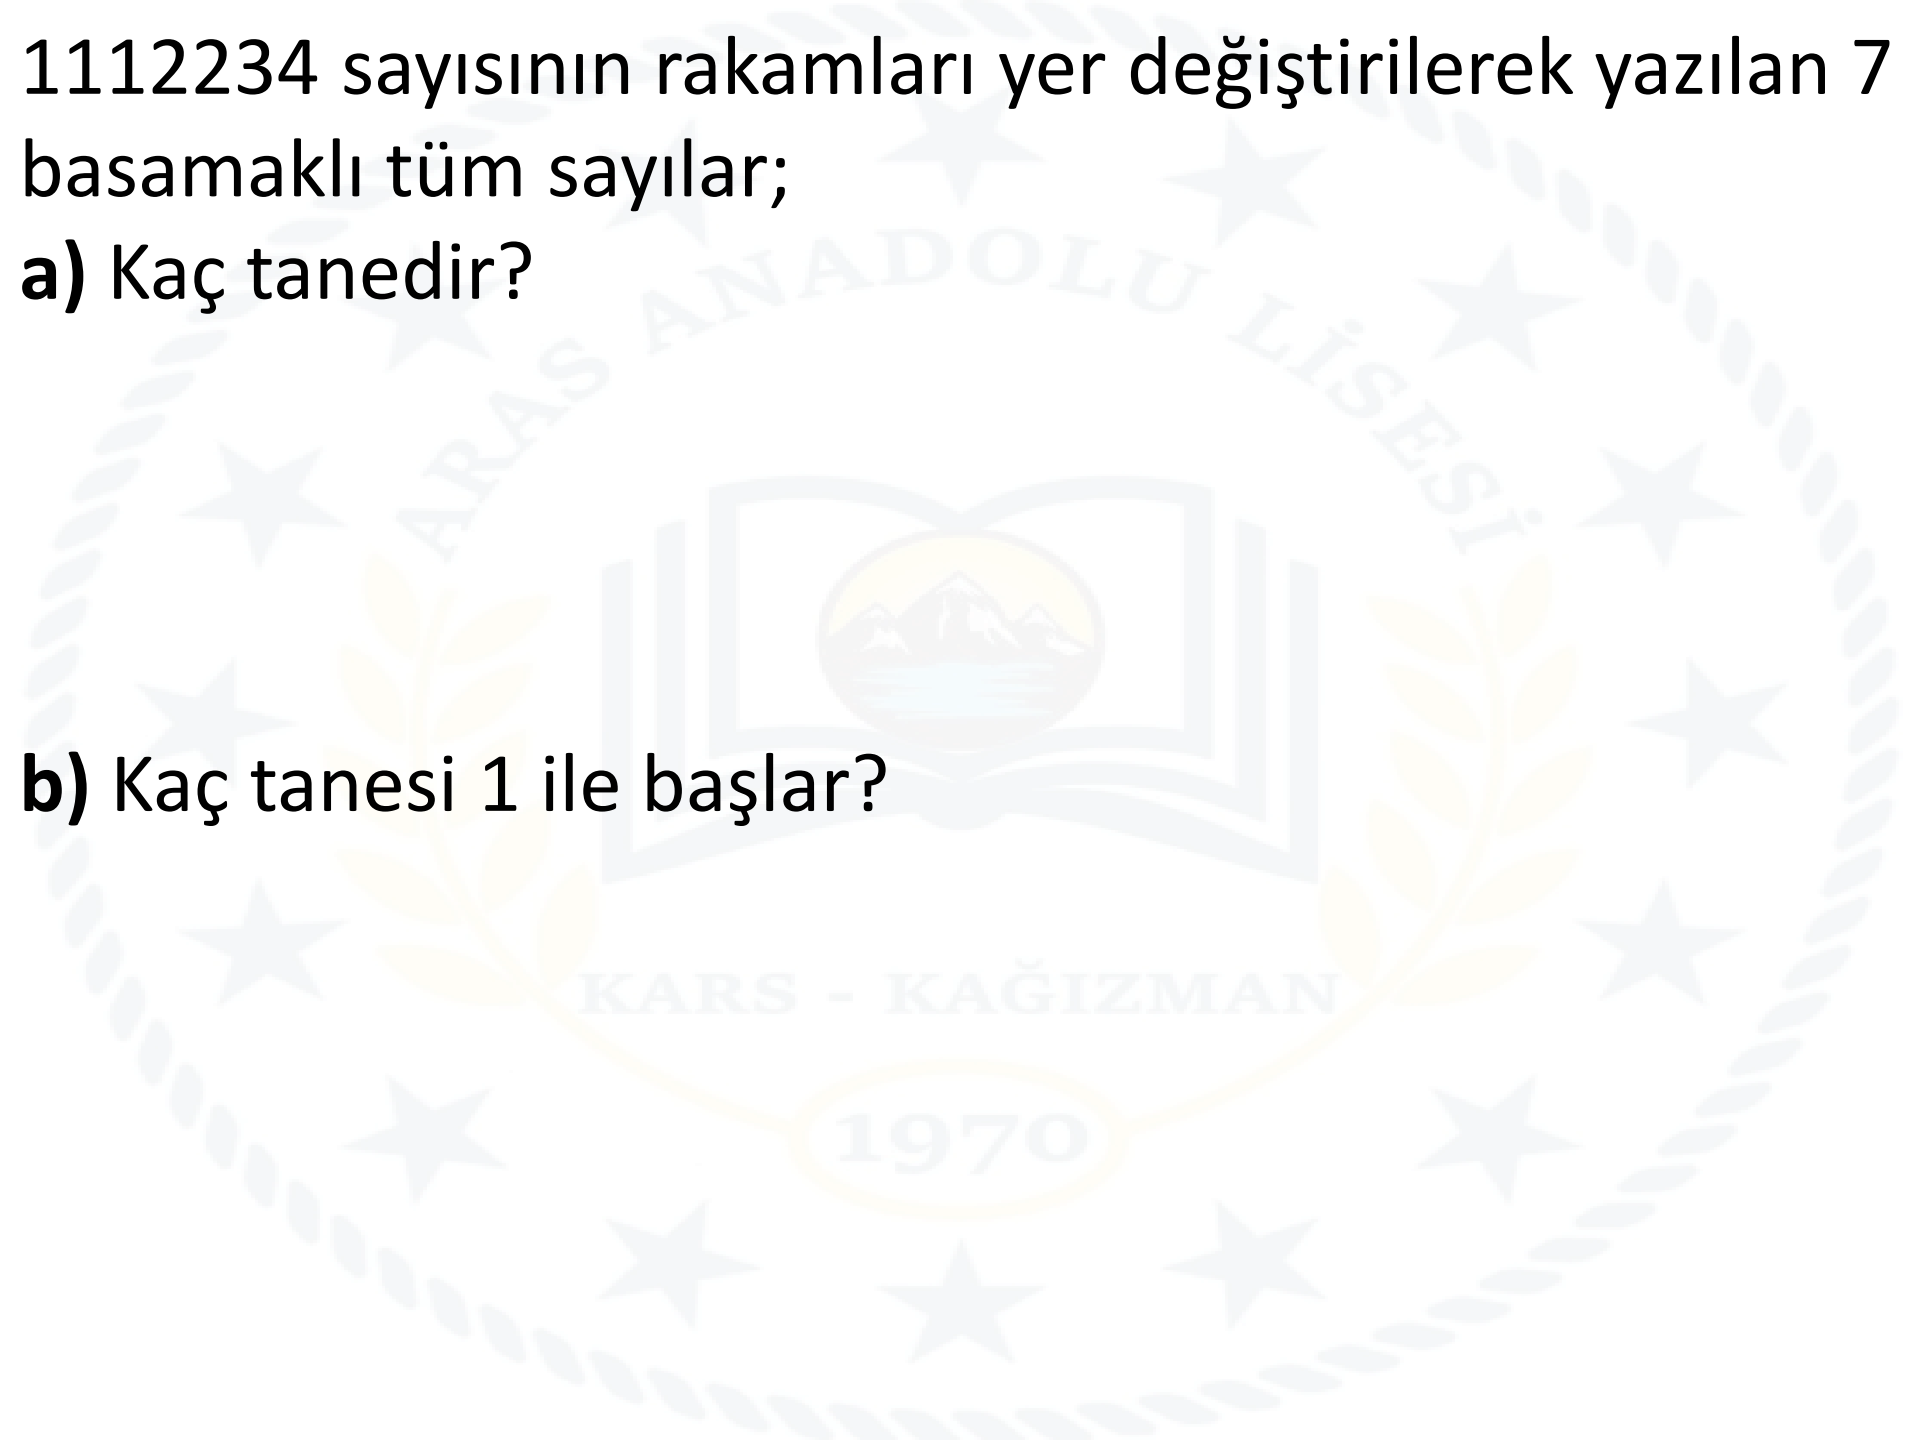 1112234 sayısının rakamları yer değiştirilerek yazılan 7
basamaklı tüm sayılar;
a) Kaç tanedir?
ARAS ANADOLU LİSESİ
b) Kaç tanesi 1 ile başlar?
KARS - KAĞIZMAN
1970